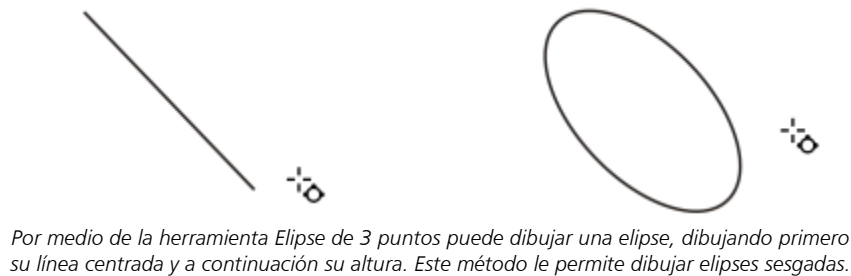 Por medio de la herramienta Elipse de 3 puntos puede dibujar una elipse, dibujando primero
su línea centrada y a continuación su altura. Este método le permite dibujar elipses sesgadas.